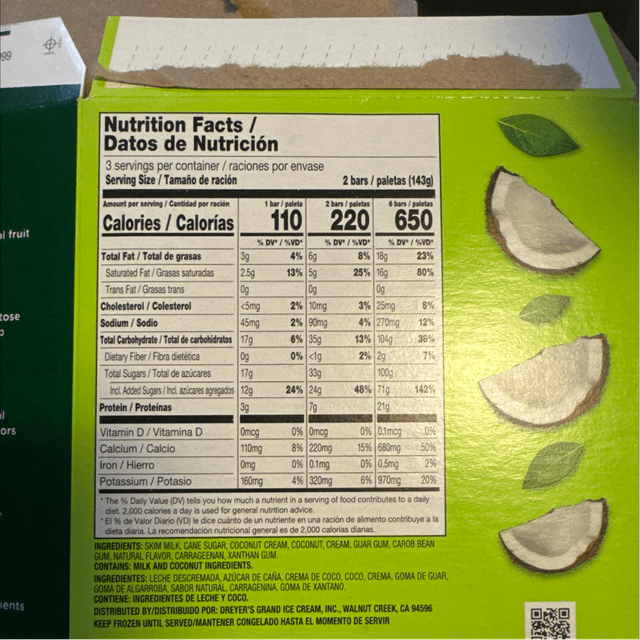 999
al fruit
tose
ors
ients
Nutrition Facts /
Datos de Nutrición
3 servings per container / raciones por envase
Serving Size / Tamaño de ración 2 bars / paletas (143g)
Amount per serving / Cantidad por ración 1 bar / paleta 2 bars / paletas 6 bars / paletas
Calories / Calorías 110 220 650
% DV* / %VD* % DV* / %VD* % DV* / %VD*
Total Fat / Total de grasas 3g 4% 6g 8% 18g 23%
Saturated Fat / Grasas saturadas 2.5g 13% 5g 25% 16g 80%
Trans Fat / Grasas trans 0g 0g 0g
Cholesterol / Colesterol <5mg 2% 10mg 3% 25mg 8%
Sodium / Sodio 45mg 2% 90mg 4% 270mg 12%
Total Carbohydrate / Total de carbohidratos 17g 6% 35g 13% 104g 38%
Dietary Fiber / Fibra dietética 0g 0% <1g 2% 2g 7%
Total Sugars / Total de azúcares 17g 33g 100g
Incl. Added Sugars / Incl. azúcares agregados 12g 24% 24g 48% 71g 142%
Protein / Proteínas 3g 7g 21g
Vitamin D / Vitamina D 0mcg 0% 0mcg 0% 0.1mcg 0%
Calcium / Calcio 110mg 8% 220mg 15% 680mg 50%
Iron / Hierro 0mg 0% 0.1mg 0% 0.5mg 2%
Potassium / Potasio 160mg 4% 320mg 6% 970mg 20%
* The % Daily Value (DV) tells you how much a nutrient in a serving of food contributes to a daily
diet. 2,000 calories a day is used for general nutrition advice.
* El % de Valor Diario (VD) le dice cuánto de un nutriente en una ración de alimento contribuye a la
dieta diaria. La recomendación nutricional general es de 2,000 calorías diarias.
INGREDIENTS: SKIM MILK, CANE SUGAR, COCONUT CREAM, COCONUT, CREAM, GUAR GUM, CAROB BEAN
GUM, NATURAL FLAVOR, CARRAGEENAN, XANTHAN GUM.
CONTAINS: MILK AND COCONUT INGREDIENTS.
INGREDIENTES: LECHE DESCREMADA, AZÚCAR DE CAÑA, CREMA DE COCO, COCO, CREMA, GOMA DE GUAR,
GOMA DE ALGARROBA, SABOR NATURAL, CARRAGENINA, GOMA DE XANTANO.
CONTIENE: INGREDIENTES DE LECHE Y COCO.
DISTRIBUTED BY/DISTRIBUIDO POR: DREYER'S GRAND ICE CREAM, INC., WALNUT CREEK, CA 94596
KEEP FROZEN UNTIL SERVED/MANTENER CONGELADO HASTA EL MOMENTO DE SERVIR